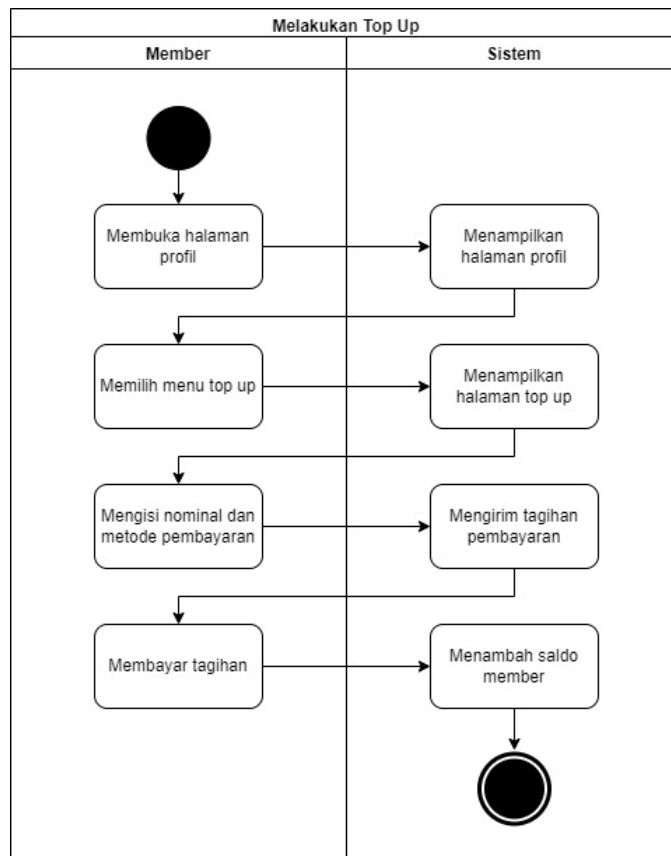 Melakukan Top Up
Member
Sistem
Membuka halaman
profil
Menampilkan
halaman profil
Memilih menu top up
Menampilkan
halaman top up
Mengisi nominal dan
metode pembayaran
Mengirim tagihan
pembayaran
Membayar tagihan
Menambah saldo
member